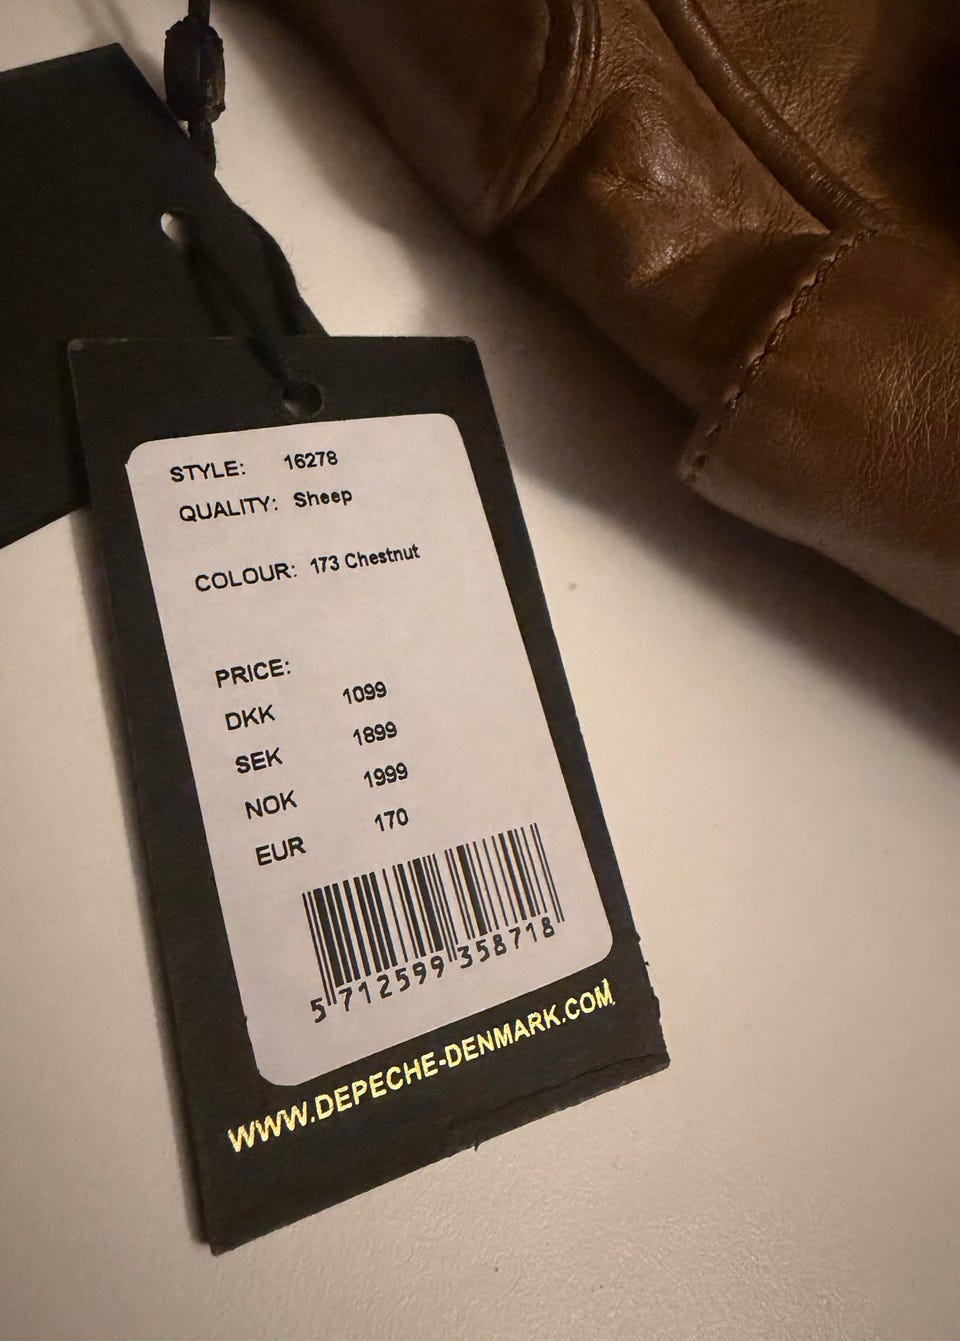 STYLE: 16278
QUALITY: Sheep
COLOUR: 173 Chestnut
PRICE:
DKK 1099
SEK 1899
NOK 1999
EUR 170
5 712599 358718
WWW.DEPECHE-DENMARK.COM